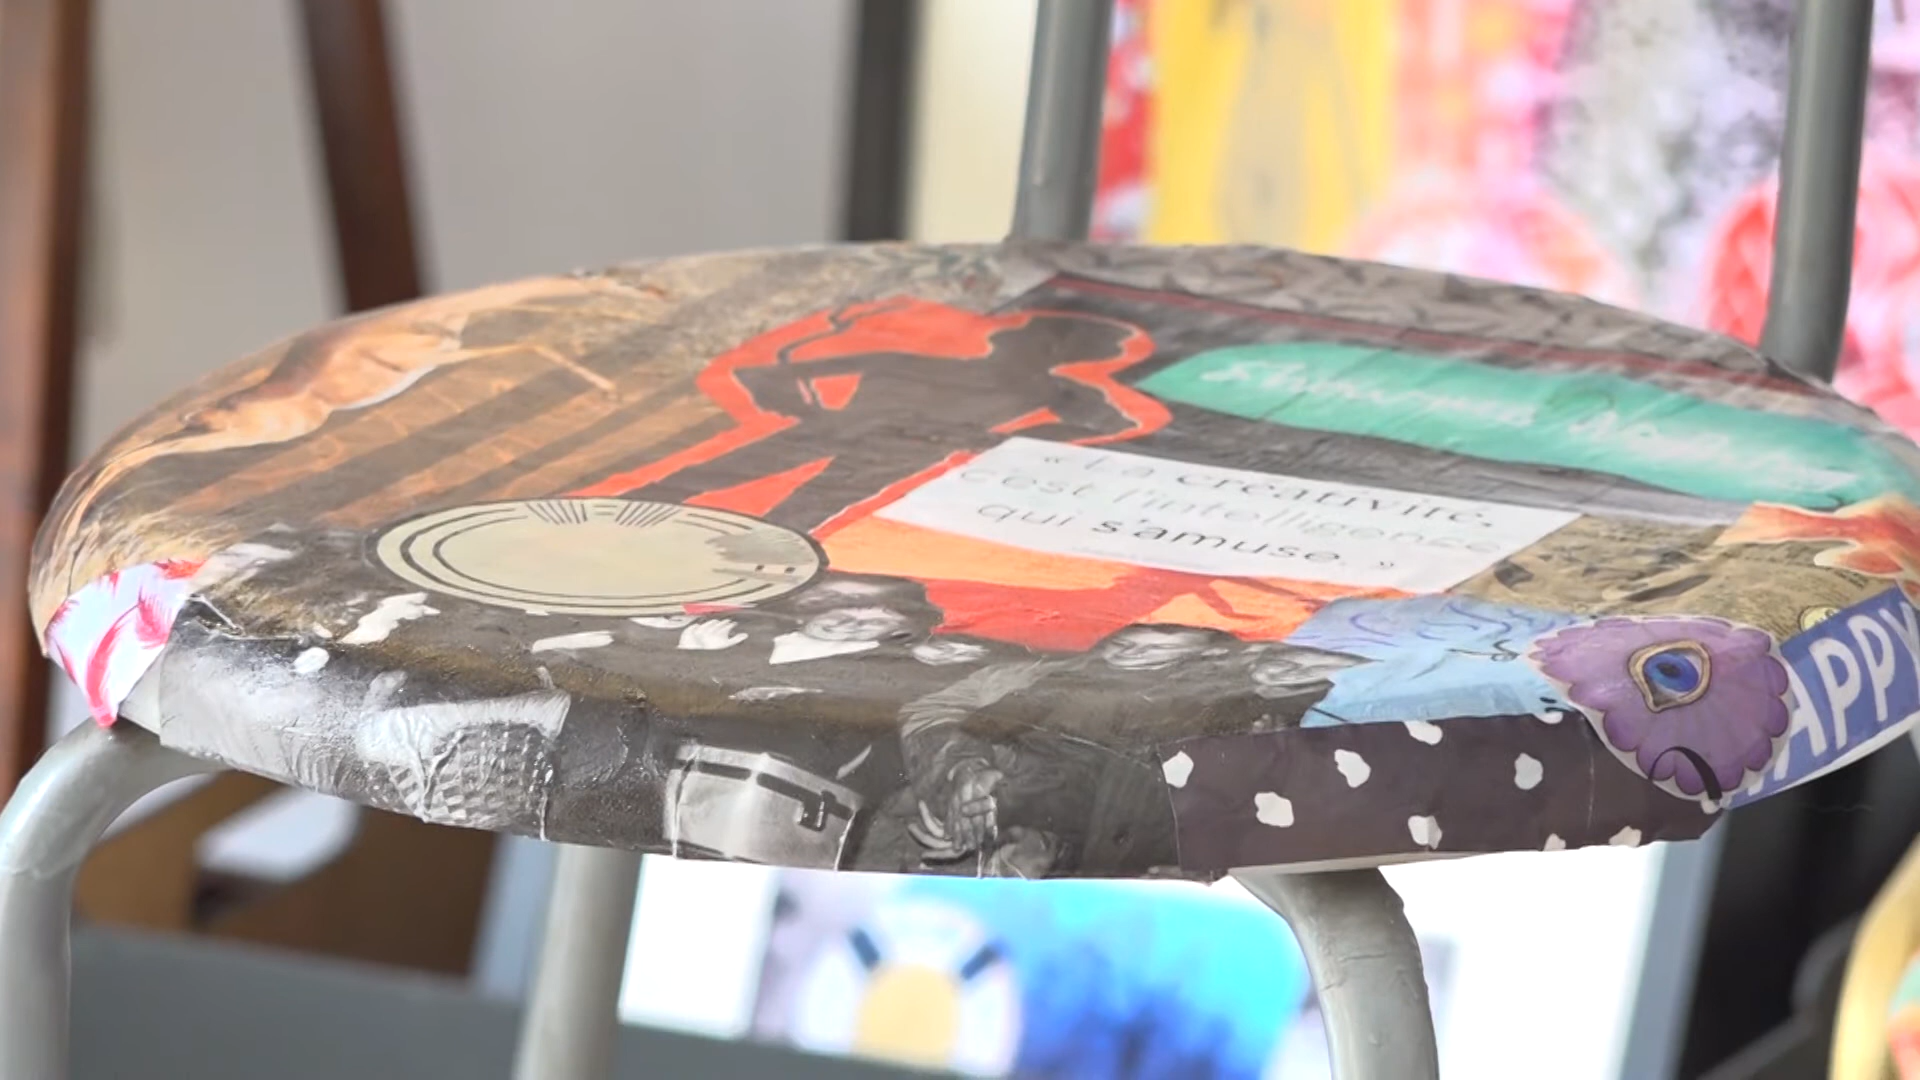 « La créativité,
c'est l'intelligence
qui s'amuse. »
APPY